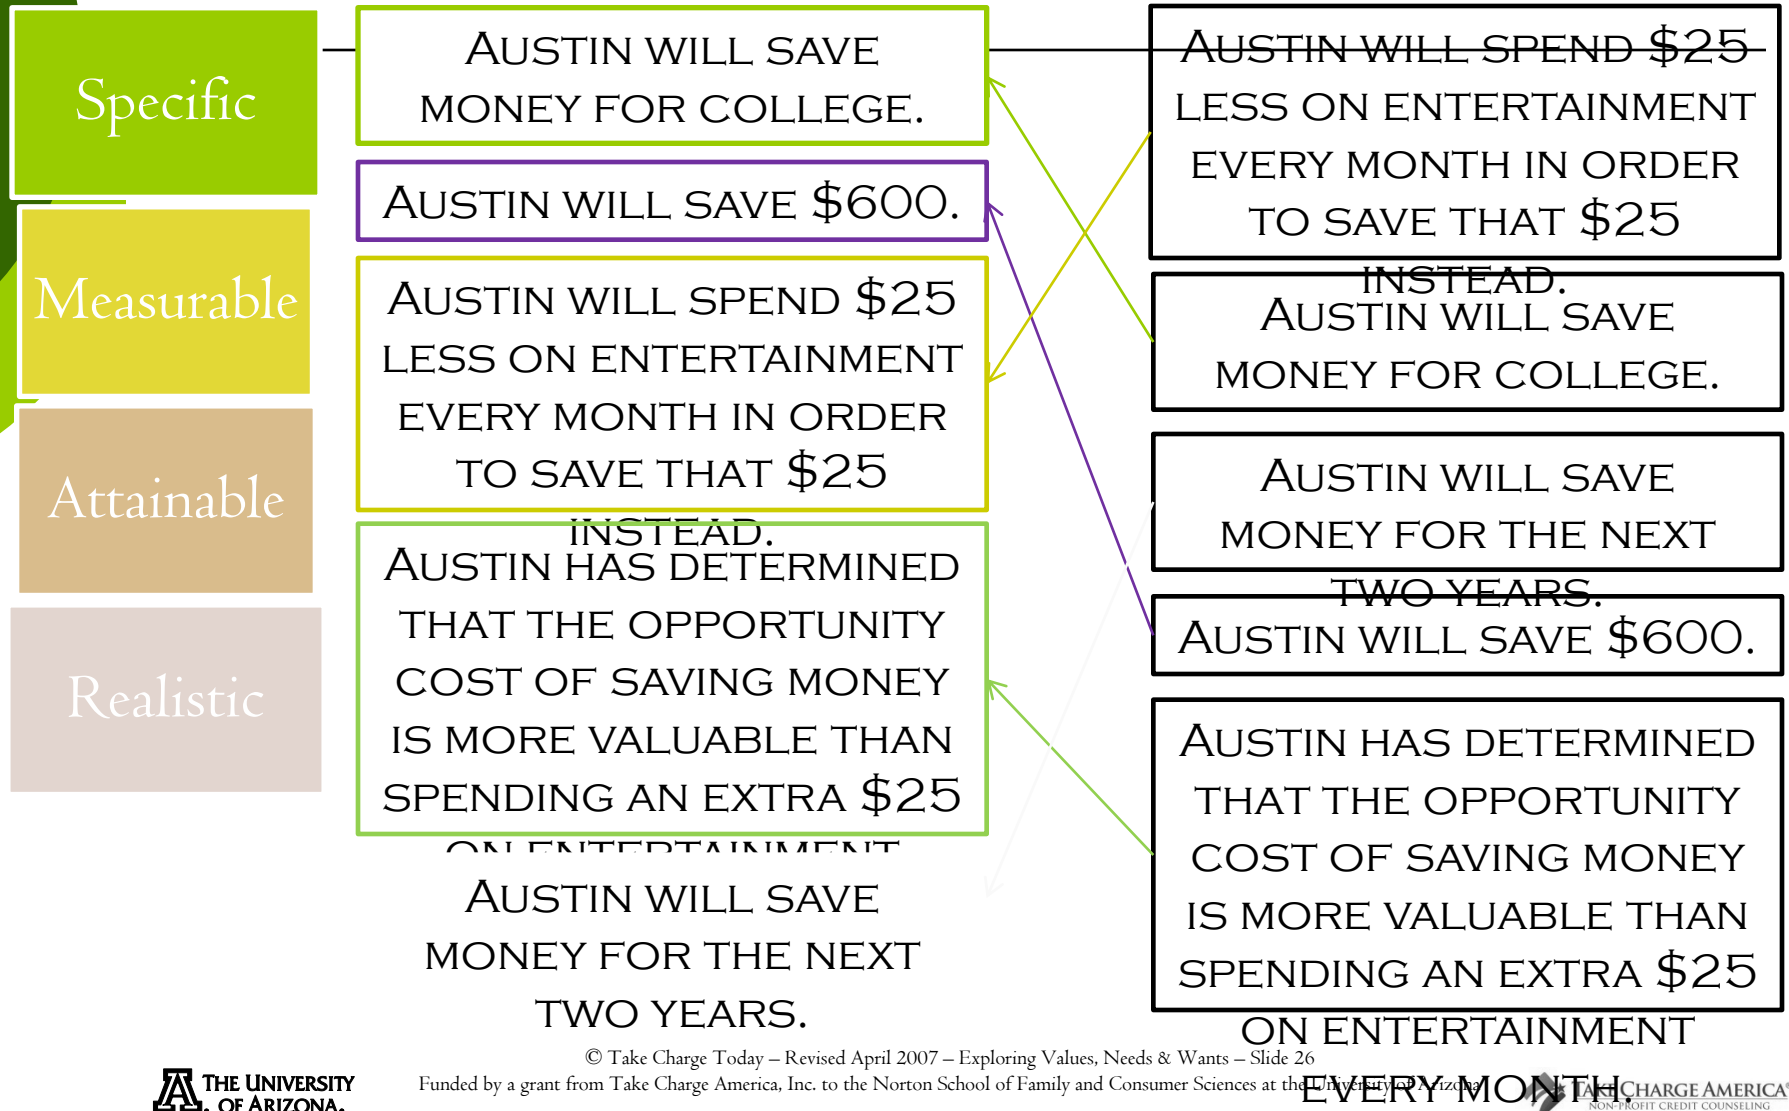 Specific
Measurable
Attainable
Realistic
Austin will save
money for college.
Austin will save $600.
Austin will spend $25
less on entertainment
every month in order
to save that $25
instead.
Austin has determined
that the opportunity
cost of saving money
is more valuable than
spending an extra $25
on entertainment
Austin will save
money for the next
two years.
Austin will spend $25
less on entertainment
every month in order
to save that $25
instead.
Austin will save
money for college.
Austin will save
money for the next
two years.
Austin will save $600.
Austin has determined
that the opportunity
cost of saving money
is more valuable than
spending an extra $25
on entertainment
every month.
© Take Charge Today – Revised April 2007 – Exploring Values, Needs & Wants – Slide 26
Funded by a grant from Take Charge America, Inc. to the Norton School of Family and Consumer Sciences at the University of Arizona
THE UNIVERSITY
OF ARIZONA.
TAKE CHARGE AMERICA
NON-PROFIT CREDIT COUNSELING